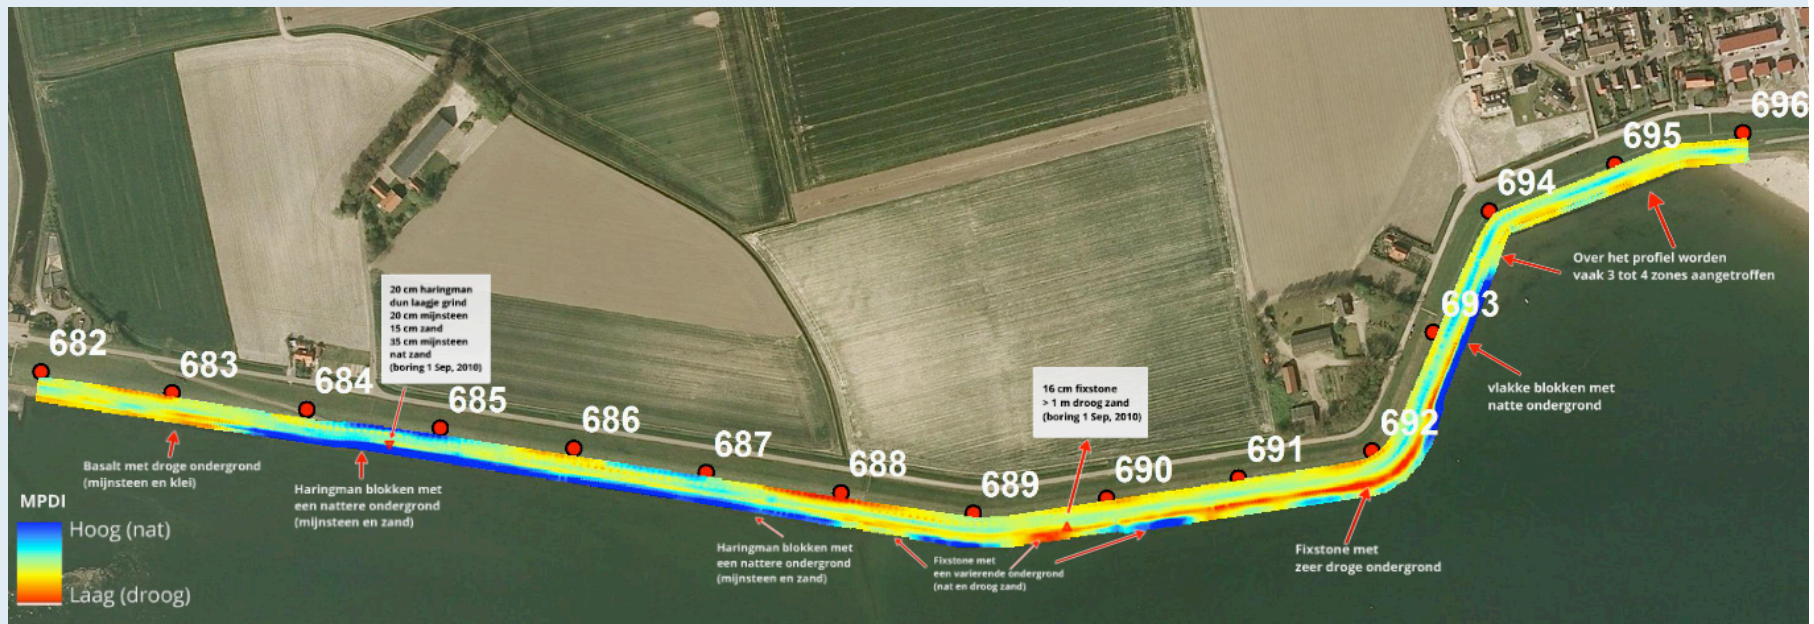 682
683
684
685
686
687
688
689
690
691
692
693
694
695
696
20 cm haringman
dun laagje grind
20 cm mijnsteen
15 cm zand
35 cm mijnsteen
nat zand
(boring 1 Sep, 2010)
16 cm fixstone
> 1 m droog zand
(boring 1 Sep, 2010)
Over het profiel worden
vaak 3 tot 4 zones aangetroffen
vlakke blokken met
natte ondergrond
Basalt met droge ondergrond
(mijnsteen en klei)
Haringman blokken met
een nattere ondergrond
(mijnsteen en zand)
Haringman blokken met
een nattere ondergrond
(mijnsteen en zand)
Fixstone met
een varierende ondergrond
(nat en droog zand)
Fixstone met
zeer droge ondergrond
MPDI
Hoog (nat)
Laag (droog)